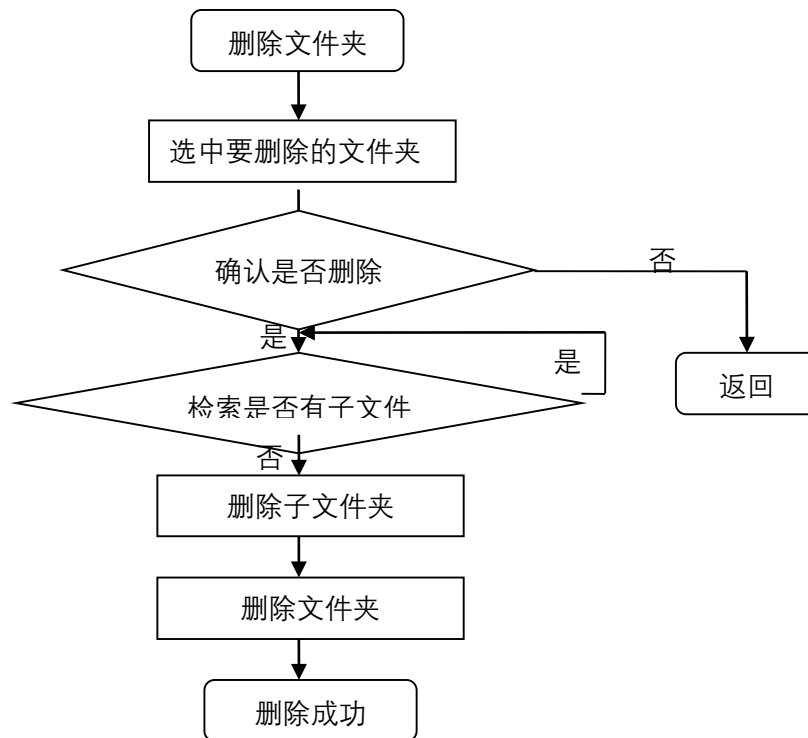 删除文件夹
选中要删除的文件夹
确认是否删除
否
是
是
返回
检索是否有子文件
否
删除子文件夹
删除文件夹
删除成功